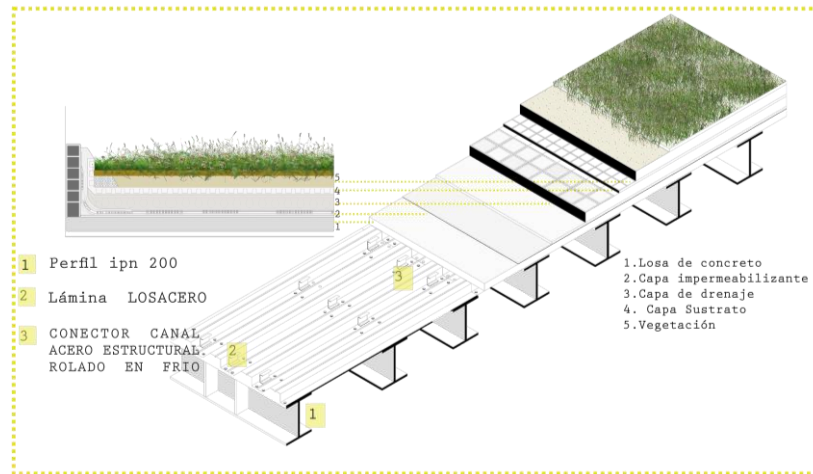 5
4
3
2
1
1 Perfil ipn 200
2 Lámina LOSACERO
3 CONECTOR CANAL
ACERO ESTRUCTURAL
ROLADO EN FRIO
3
2
1
1.Losa de concreto
2.Capa impermeabilizante
3.Capa de drenaje
4. Capa Sustrato
5.Vegetación